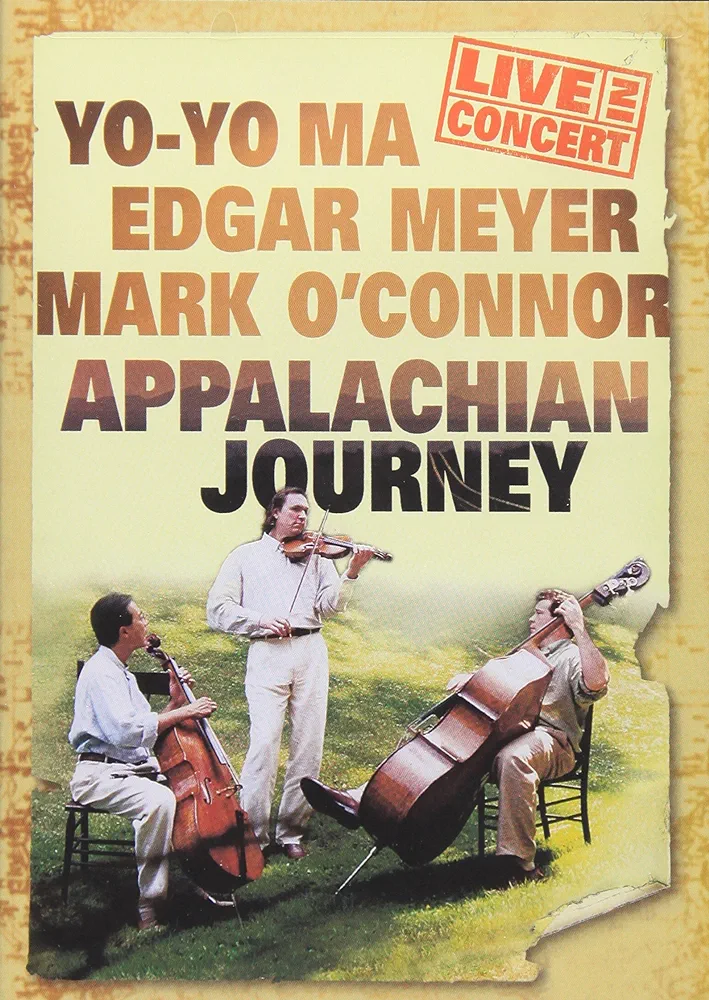 LIVE IN
CONCERT
YO-YO MA
EDGAR MEYER
MARK O'CONNOR
APPALACHIAN
JOURNEY